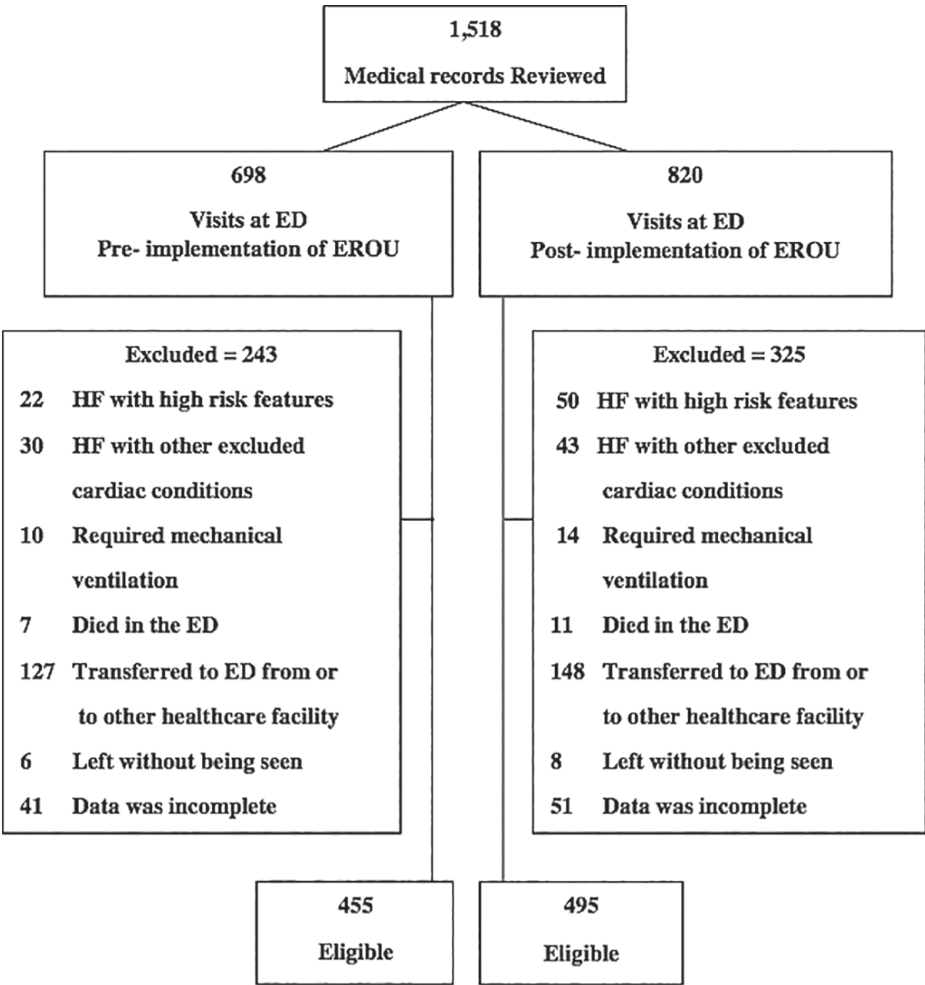 1,518
Medical records Reviewed
698
Visits at ED
Pre- implementation of EROU
820
Visits at ED
Post- implementation of EROU
Excluded = 243
22 HF with high risk features
30 HF with other excluded
cardiac conditions
10 Required mechanical
ventilation
7 Died in the ED
127 Transferred to ED from or
to other healthcare facility
6 Left without being seen
41 Data was incomplete
Excluded = 325
50 HF with high risk features
43 HF with other excluded
cardiac conditions
14 Required mechanical
ventilation
11 Died in the ED
148 Transferred to ED from or
to other healthcare facility
8 Left without being seen
51 Data was incomplete
455
Eligible
495
Eligible